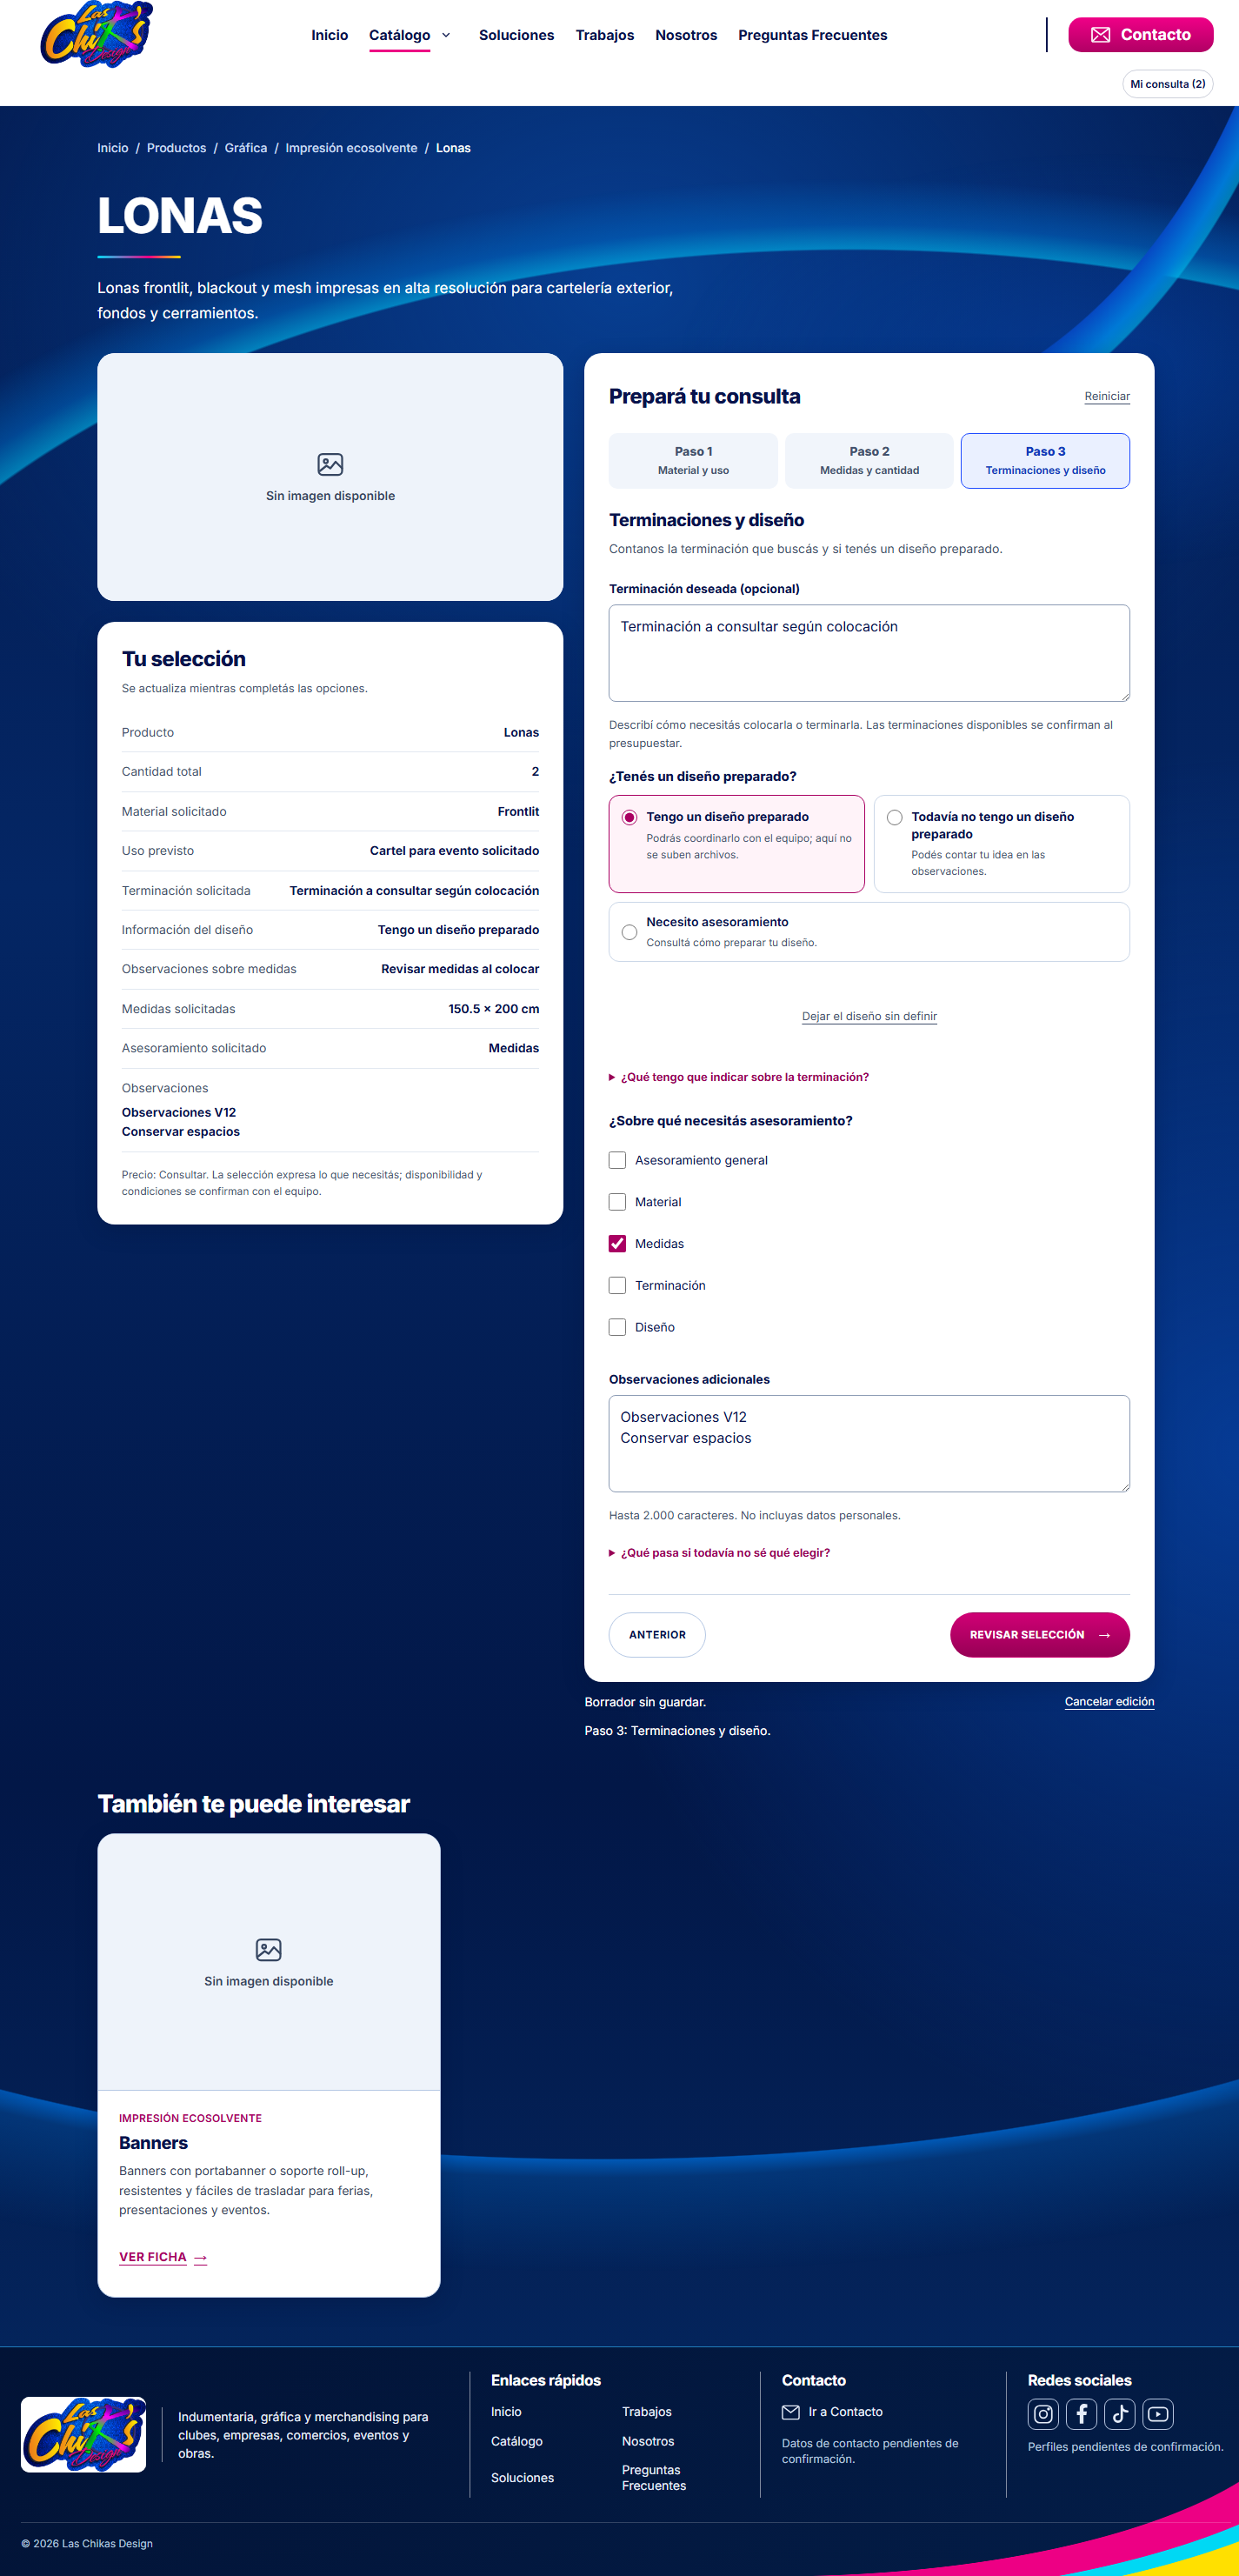 Las
ChiK's
Design
Inicio
Catálogo
Soluciones
Trabajos
Nosotros
Preguntas Frecuentes
Contacto
Mi consulta (2)
Inicio / Productos / Gráfica / Impresión ecosolvente / Lonas
LONAS
Lonas frontlit, blackout y mesh impresas en alta resolución para cartelería exterior,
fondos y cerramientos.
Sin imagen disponible
Tu selección
Se actualiza mientras completás las opciones.
Producto Lonas
Cantidad total 2
Material solicitado Frontlit
Uso previsto Cartel para evento solicitado
Terminación solicitada Terminación a consultar según colocación
Información del diseño Tengo un diseño preparado
Observaciones sobre medidas Revisar medidas al colocar
Medidas solicitadas 150.5 × 200 cm
Asesoramiento solicitado Medidas
Observaciones
Observaciones V12
Conservar espacios
Precio: Consultar. La selección expresa lo que necesitás; disponibilidad y
condiciones se confirman con el equipo.
Prepará tu consulta
Reiniciar
Paso 1
Material y uso
Paso 2
Medidas y cantidad
Paso 3
Terminaciones y diseño
Terminaciones y diseño
Contanos la terminación que buscás y si tenés un diseño preparado.
Terminación deseada (opcional)
Terminación a consultar según colocación
Describí cómo necesitás colocarla o terminarla. Las terminaciones disponibles se confirman al
presupuestar.
¿Tenés un diseño preparado?
Tengo un diseño preparado
Podrás coordinarlo con el equipo; aquí no
se suben archivos.
Todavía no tengo un diseño
preparado
Podés contar tu idea en las
observaciones.
Necesito asesoramiento
Consultá cómo preparar tu diseño.
Dejar el diseño sin definir
¿Qué tengo que indicar sobre la terminación?
¿Sobre qué necesitás asesoramiento?
Asesoramiento general
Material
Medidas
Terminación
Diseño
Observaciones adicionales
Observaciones V12
Conservar espacios
Hasta 2.000 caracteres. No incluyas datos personales.
¿Qué pasa si todavía no sé qué elegir?
ANTERIOR
REVISAR SELECCIÓN →
Borrador sin guardar.
Cancelar edición
Paso 3: Terminaciones y diseño.
También te puede interesar
Sin imagen disponible
IMPRESIÓN ECOSOLVENTE
Banners
Banners con portabanner o soporte roll-up,
resistentes y fáciles de trasladar para ferias,
presentaciones y eventos.
VER FICHA →
Las
ChiK's
Design
Indumentaria, gráfica y merchandising para
clubes, empresas, comercios, eventos y
obras.
Enlaces rápidos
Inicio
Trabajos
Catálogo
Nosotros
Soluciones
Preguntas
Frecuentes
Contacto
Ir a Contacto
Datos de contacto pendientes de
confirmación.
Redes sociales
Perfiles pendientes de confirmación.
© 2026 Las Chikas Design